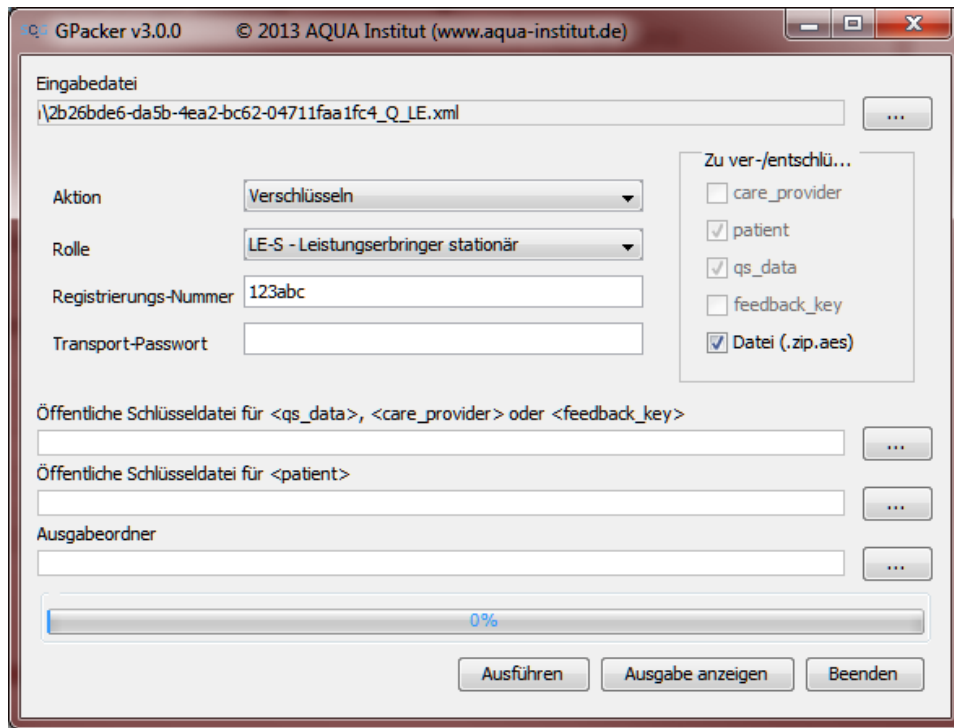 GPacker v3.0.0 © 2013 AQUA Institut (www.aqua-institut.de)
Eingabedatei
\2b26bde6-da5b-4ea2-bc62-04711faa1fc4_Q_LE.xml
...
Zu ver-/entschlü...
Aktion
Verschlüsseln
care_provider
Rolle
LE-S - Leistungserbringer stationär
patient
Registrierungs-Nummer
123abc
qs_data
feedback_key
Transport-Passwort
Datei (.zip.aes)
Öffentliche Schlüsseldatei für <qs_data>, <care_provider> oder <feedback_key>
...
Öffentliche Schlüsseldatei für <patient>
...
Ausgabeordner
...
0%
Ausführen Ausgabe anzeigen Beenden